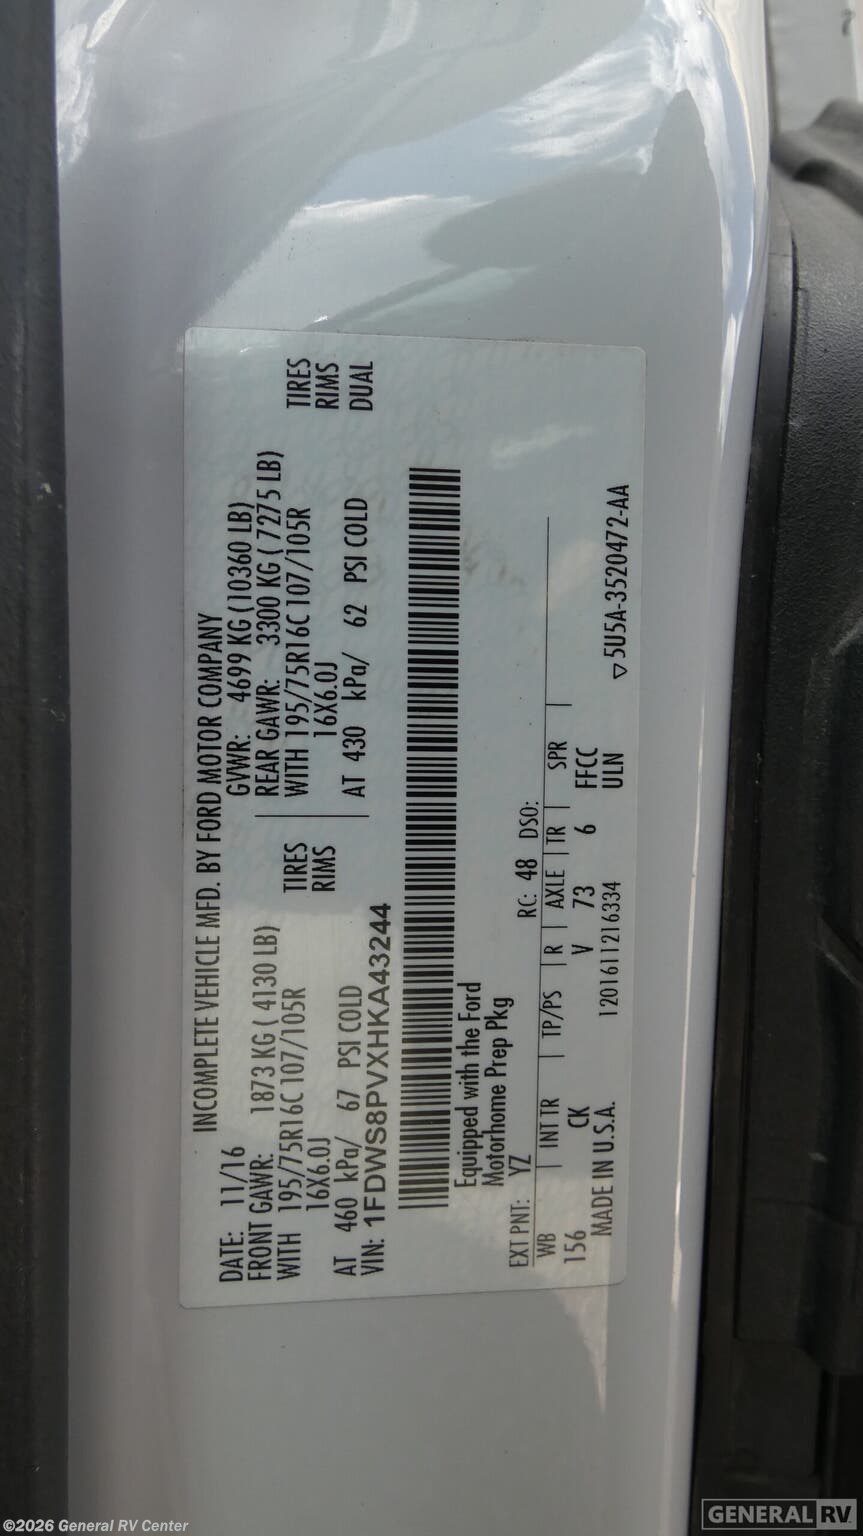 INCOMPLETE VEHICLE MFD. BY FORD MOTOR COMPANY
DATE: 11/16 GVWR: 4699 KG (10360 LB)
FRONT GAWR: 1873 KG ( 4130 LB) REAR GAWR: 3300 KG ( 7275 LB)
WITH 195/75R16C 107/105R TIRES WITH 195/75R16C 107/105R TIRES
16X6.0J RIMS 16X6.0J RIMS
AT 460 kPa/ 67 PSI COLD AT 430 kPa/ 62 PSI COLD DUAL
VIN: 1FDWS8PVXHKA43244
Equipped with the Ford
Motorhome Prep Pkg
EXT PNT: YZ RC: 48 DSO:
WB INT TR TP/PS R AXLE TR SPR
156 CK V 73 6 FFCC
MADE IN U.S.A. 1201611216334 ULN
▽5U5A-3520472-AA
©2026 General RV Center
GENERAL RV